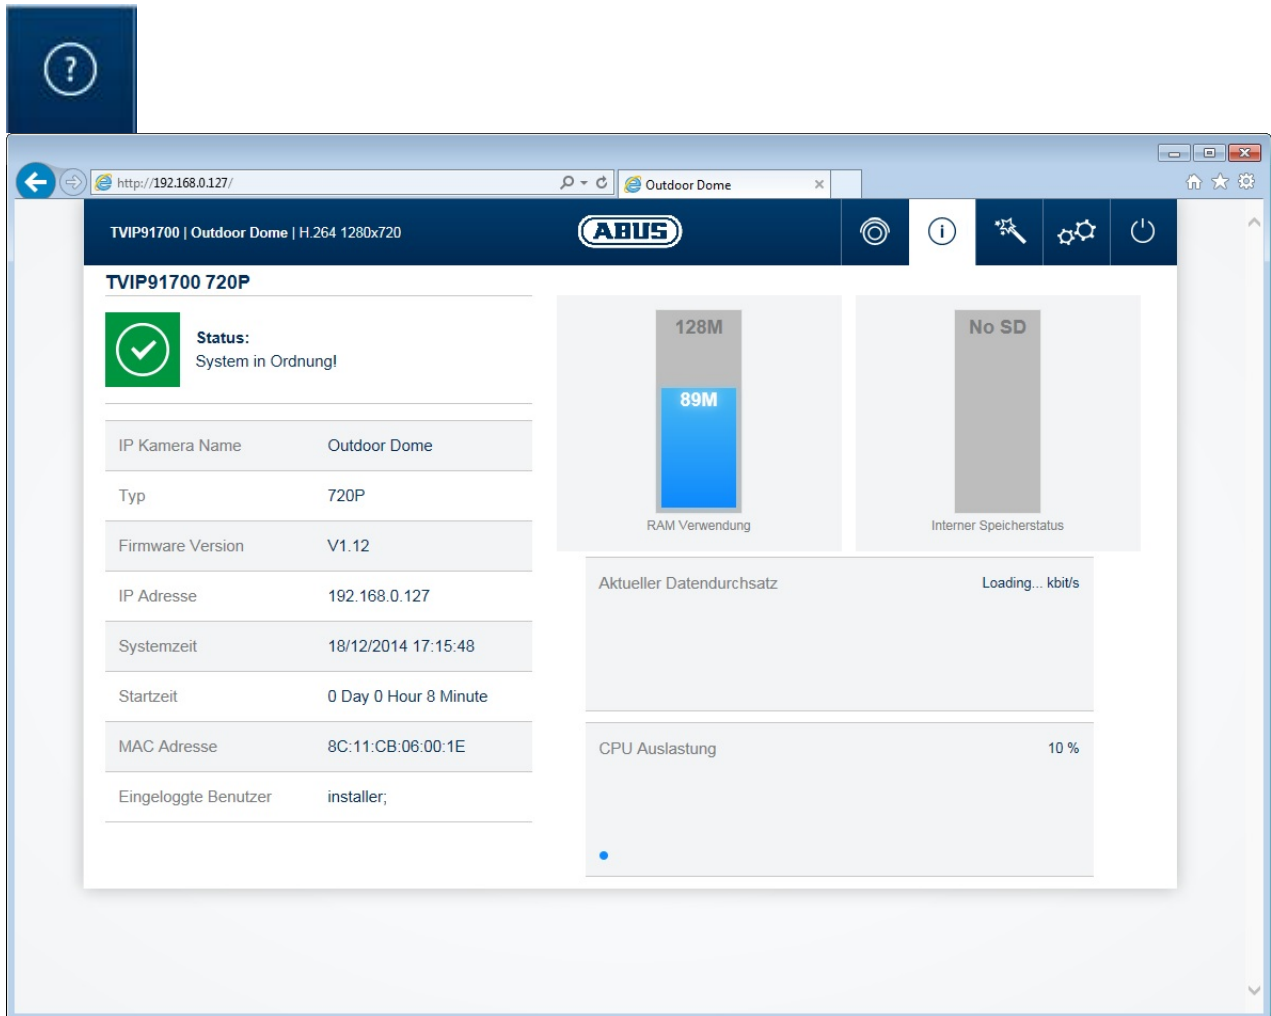 ?
http://192.168.0.127/
Outdoor Dome
TVIP91700 | Outdoor Dome | H.264 1280x720
ABUS
i
TVIP91700 720P
Status:
System in Ordnung!
IP Kamera Name Outdoor Dome
Typ 720P
Firmware Version V1.12
IP Adresse 192.168.0.127
Systemzeit 18/12/2014 17:15:48
Startzeit 0 Day 0 Hour 8 Minute
MAC Adresse 8C:11:CB:06:00:1E
Eingeloggte Benutzer installer;
128M
89M
RAM Verwendung
No SD
Interner Speicherstatus
Aktueller Datendurchsatz Loading... kbit/s
CPU Auslastung 10 %